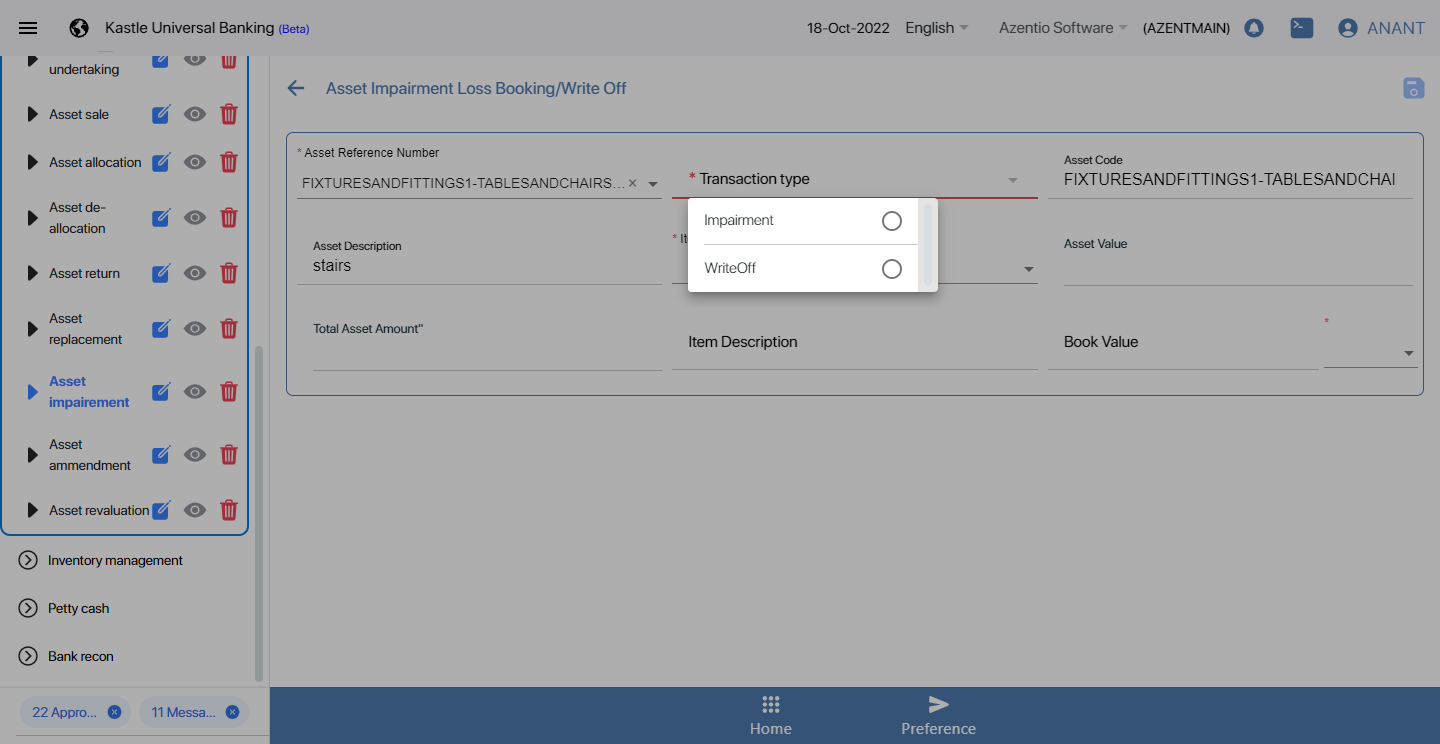 Kastle Universal Banking (Beta)
18-Oct-2022
English
Azentio Software
(AZENTMAIN)
ANANT
undertaking
Asset sale
Asset allocation
Asset de-
allocation
Asset return
Asset
replacement
Asset
impairement
Asset
ammendment
Asset revaluation
Inventory management
Petty cash
Bank recon
22 Appro...
11 Messa...
Asset Impairment Loss Booking/Write Off
* Asset Reference Number
FIXTURESANDFITTINGS1-TABLESANDCHAIRS...
* Transaction type
Asset Code
FIXTURESANDFITTINGS1-TABLESANDCHAI
Impairment
WriteOff
Asset Description
stairs
*
Asset Value
Total Asset Amount"
Item Description
Book Value
*
Home
Preference